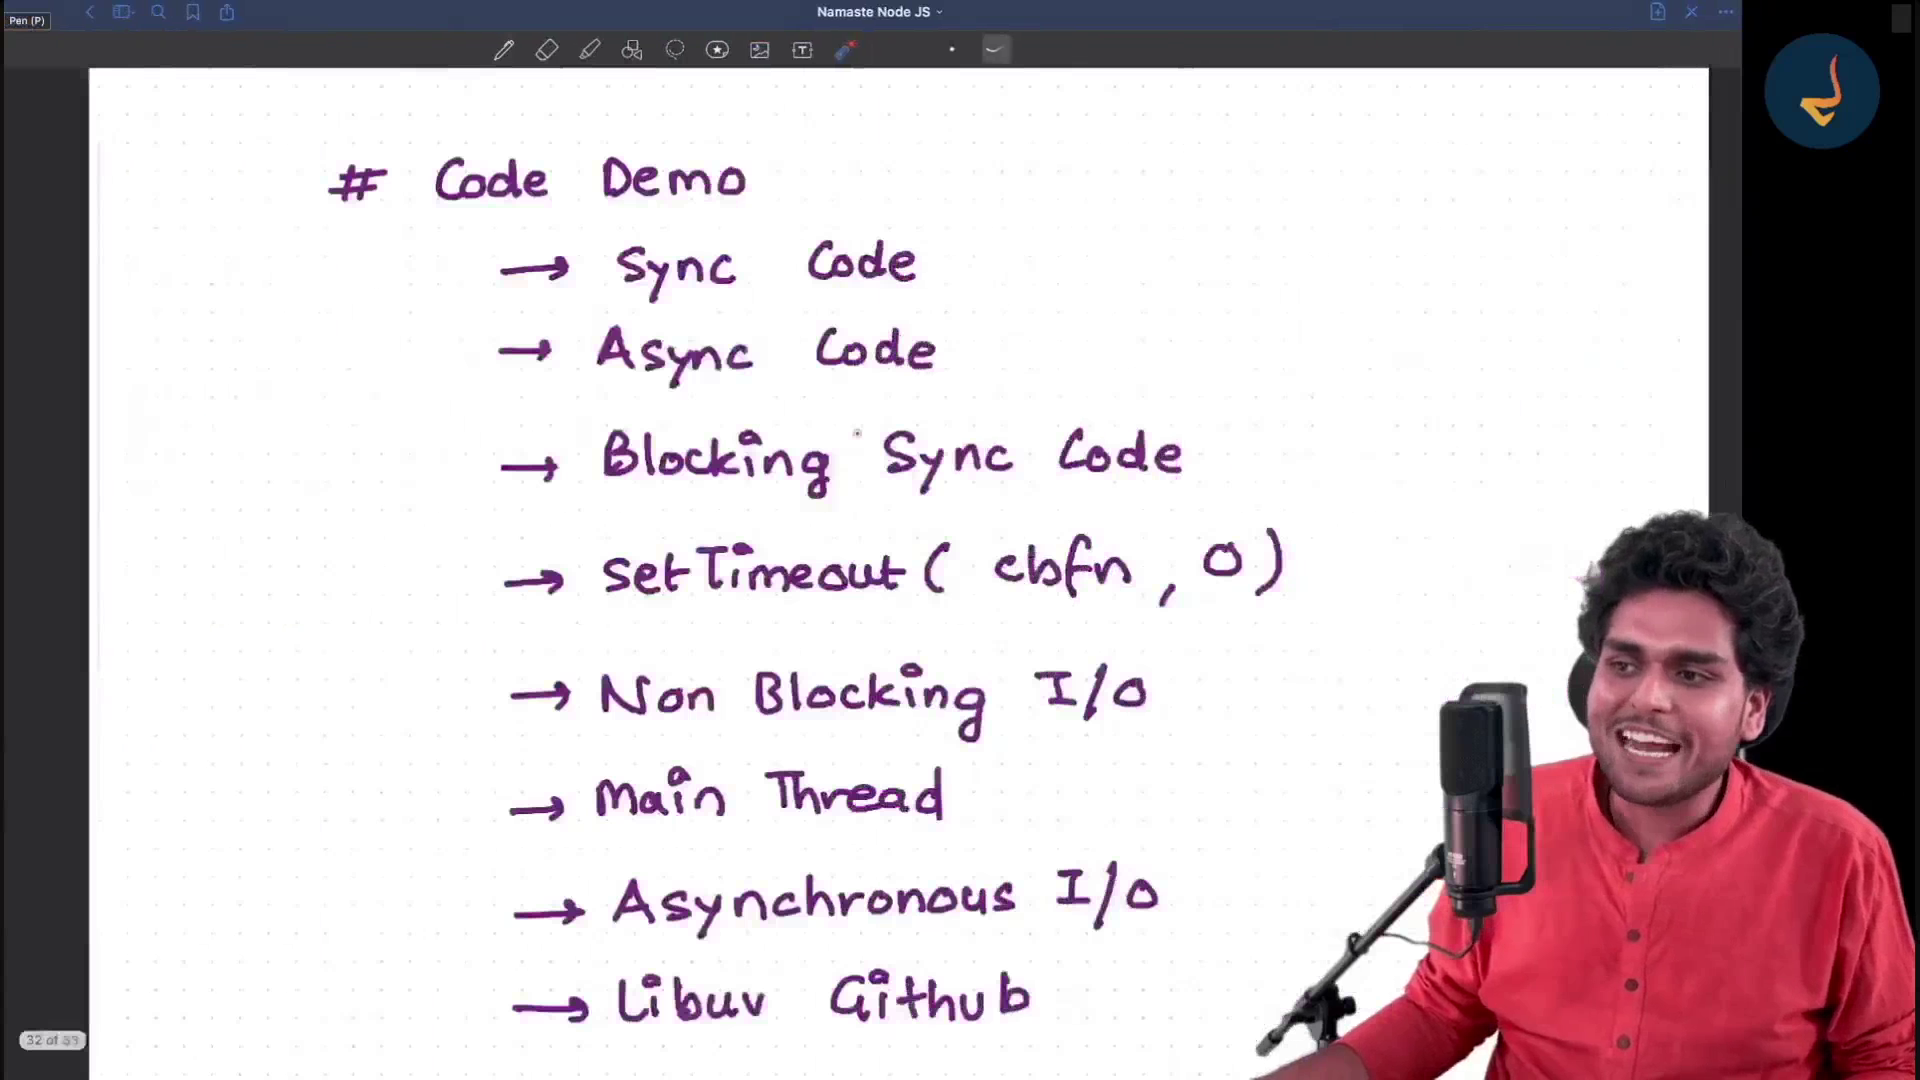 Pen (P)
Namaste Node JS
# Code Demo
→ Sync Code
→ Async Code
→ Blocking Sync Code
→ setTimeout( cbfn , 0 )
→ Non Blocking I/O
→ Main Thread
→ Asynchronous I/O
→ Libuv Github
32 of 53